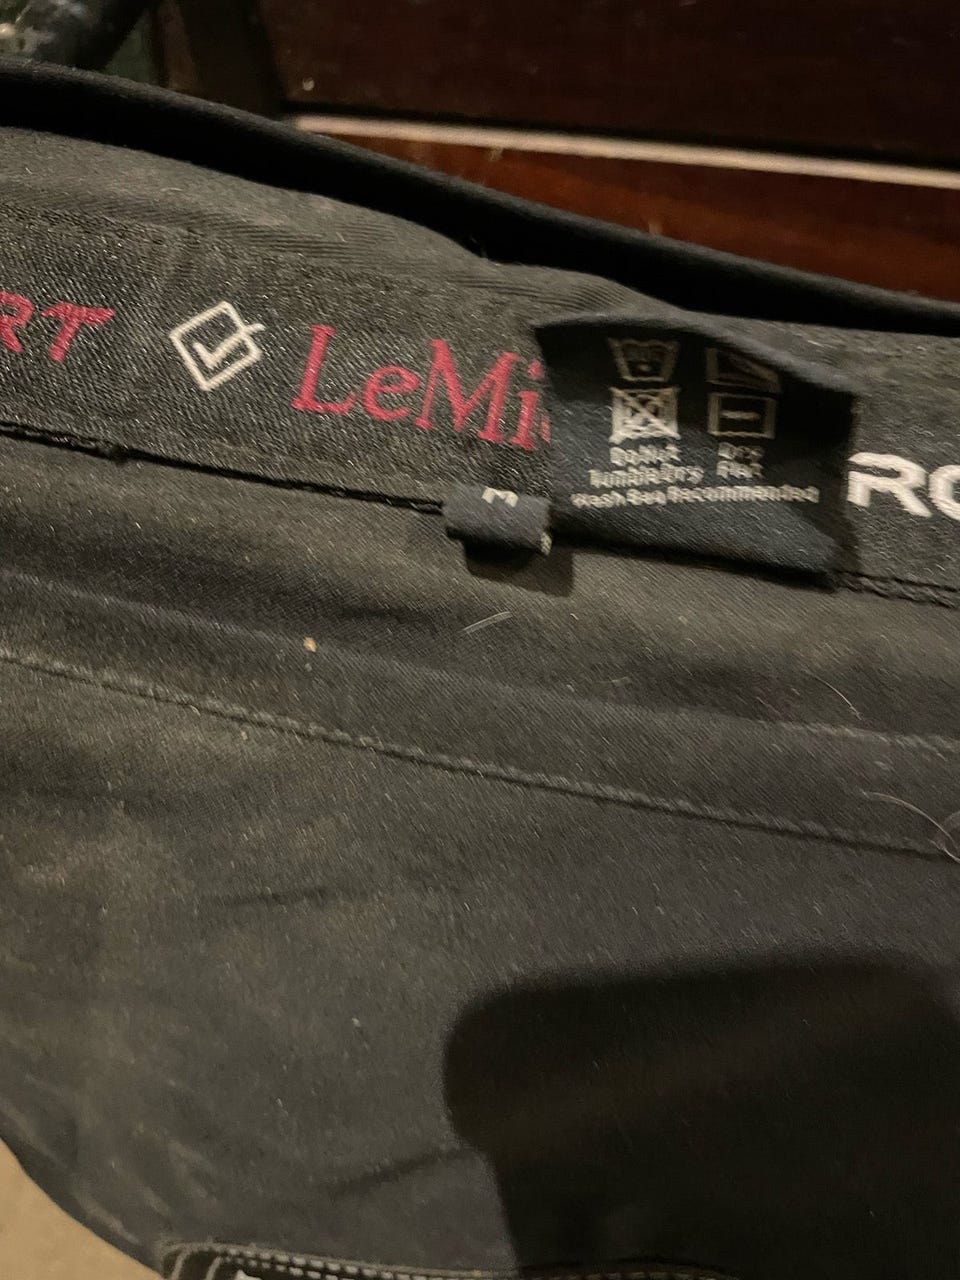 RT
LeMi
M
Do Not
Tumble Dry
Dry
Flat
Wash Bag Recommended
RO